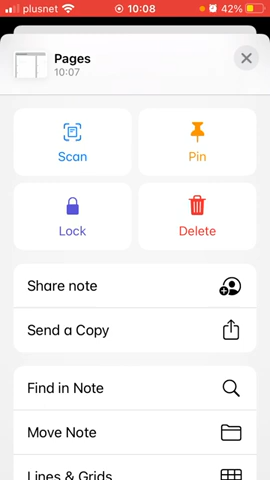 plusnet 10:08 42%
Pages
10:07
Scan
Pin
Lock
Delete
Share note
Send a Copy
Find in Note
Move Note
Lines & Grids